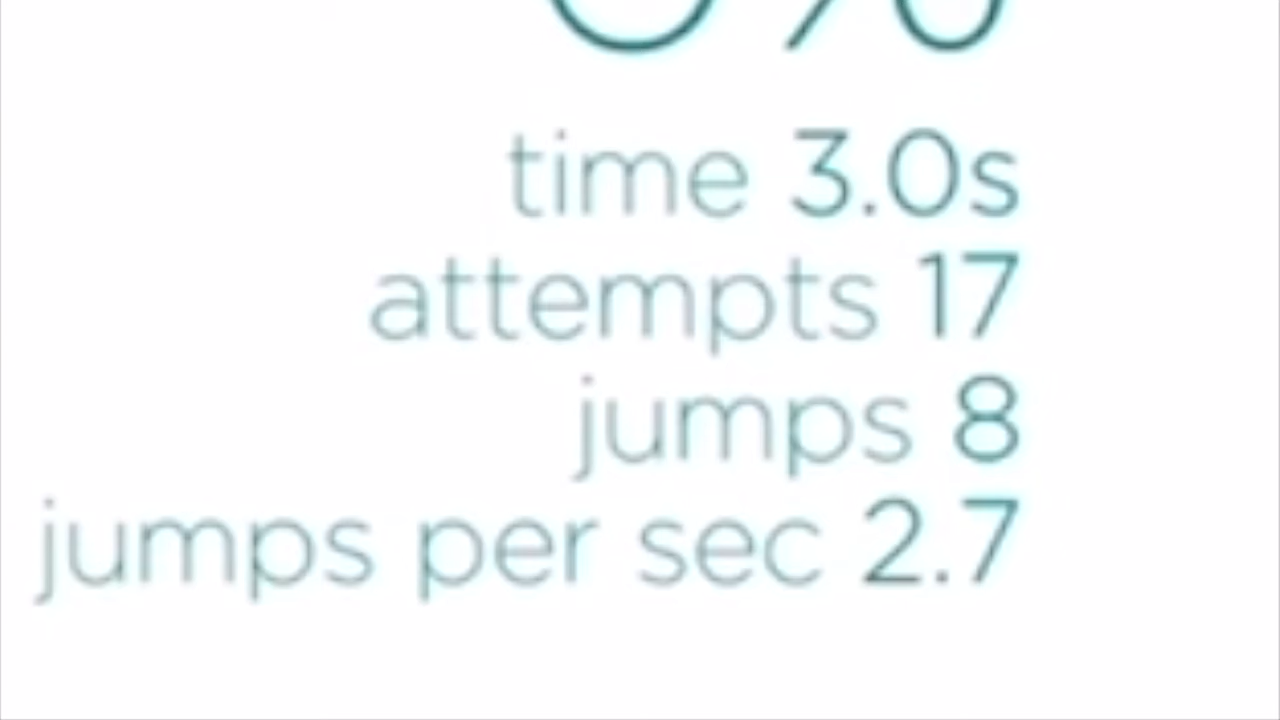 time 3.0s
attempts 17
jumps 8
jumps per sec 2.7